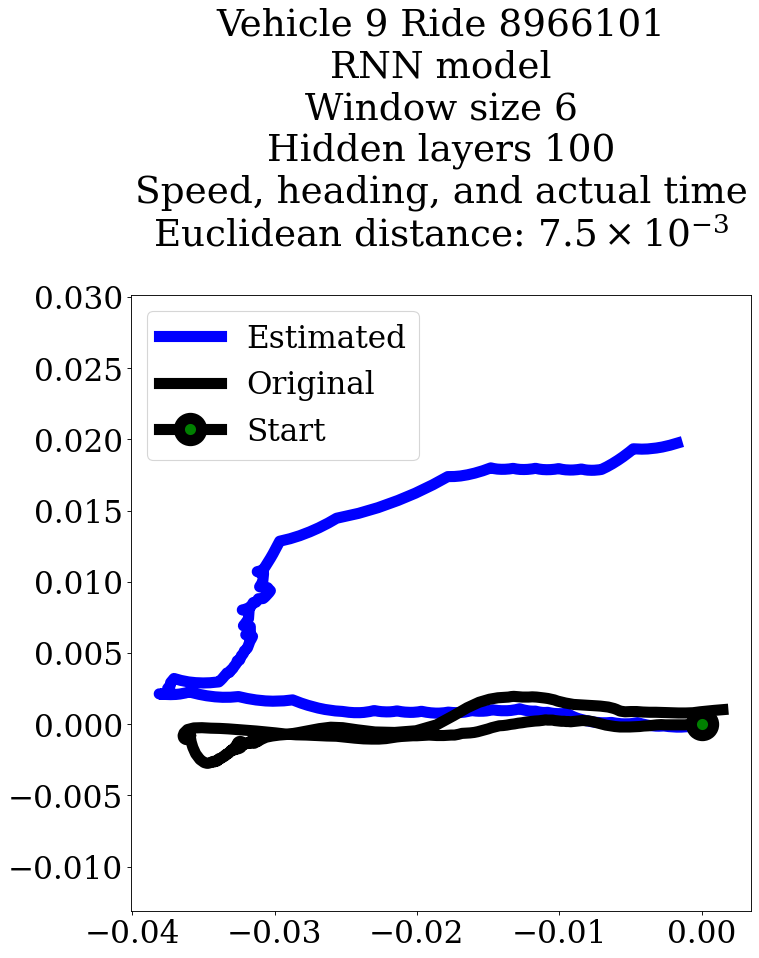 Vehicle 9 Ride 8966101
RNN model
Window size 6
Hidden layers 100
Speed, heading, and actual time
Euclidean distance: 7.5 × 10⁻³
0.030
0.025
0.020
0.015
0.010
0.005
0.000
−0.005
−0.010
Estimated
Original
Start
−0.04 −0.03 −0.02 −0.01 0.00